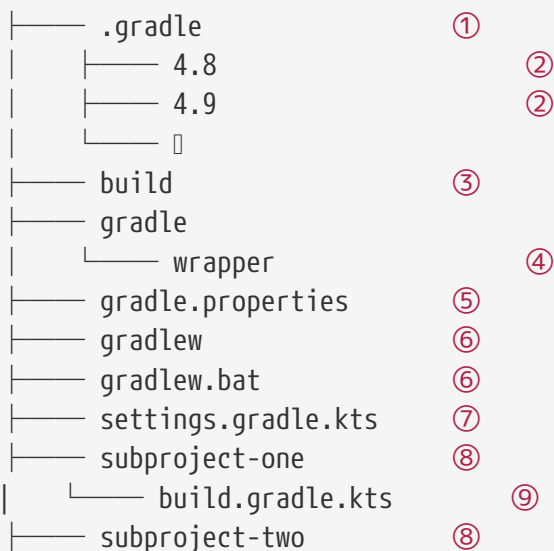 ├── .gradle ①
│ ├── 4.8 ②
│ ├── 4.9 ②
│ └── ▯
├── build ③
├── gradle
│ └── wrapper ④
├── gradle.properties ⑤
├── gradlew ⑥
├── gradlew.bat ⑥
├── settings.gradle.kts ⑦
├── subproject-one ⑧
| └── build.gradle.kts ⑨
├── subproject-two ⑧